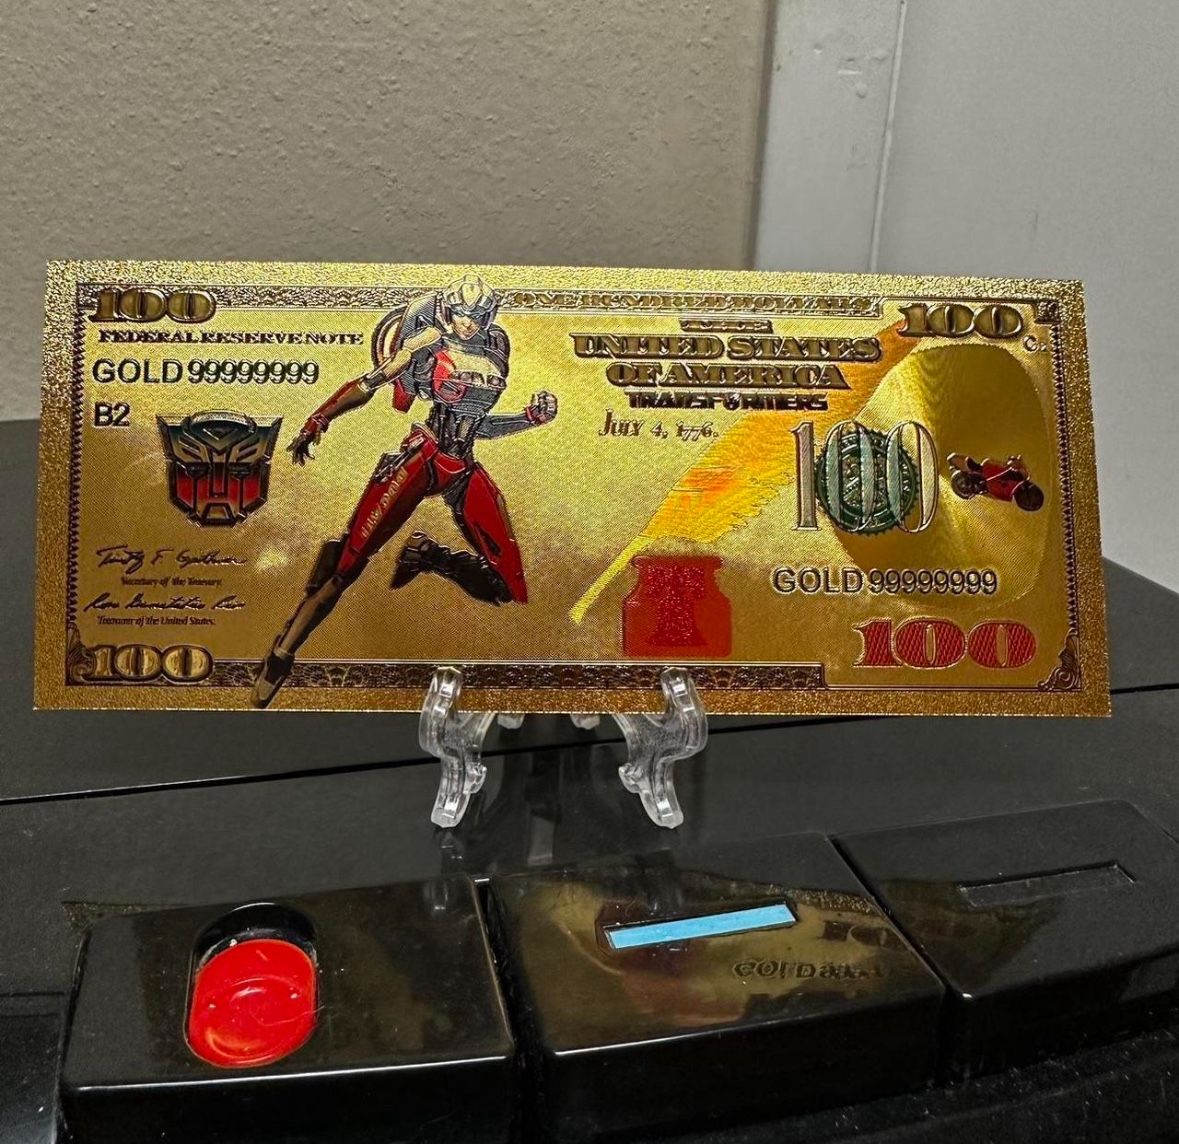 100
ONE HUNDRED DOLLARS
100
FEDERAL RESERVE NOTE
GOLD 99999999
B2
THE
UNITED STATES
OF AMERICA
TRANSFORMERS
JULY 4, 1776.
100
GOLD 99999999
Secretary of the Treasury.
Treasurer of the United States.
100
100